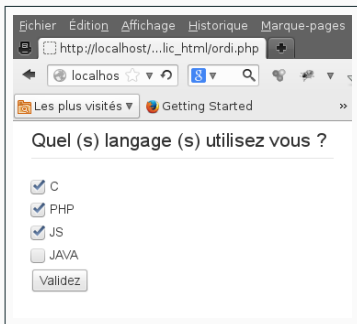 Fichier Édition Affichage Historique Marque-pages
http://localhost/...lic_html/ordi.php
localhos
Les plus visités Getting Started »
Quel (s) langage (s) utilisez vous ?
C
PHP
JS
JAVA
Validez